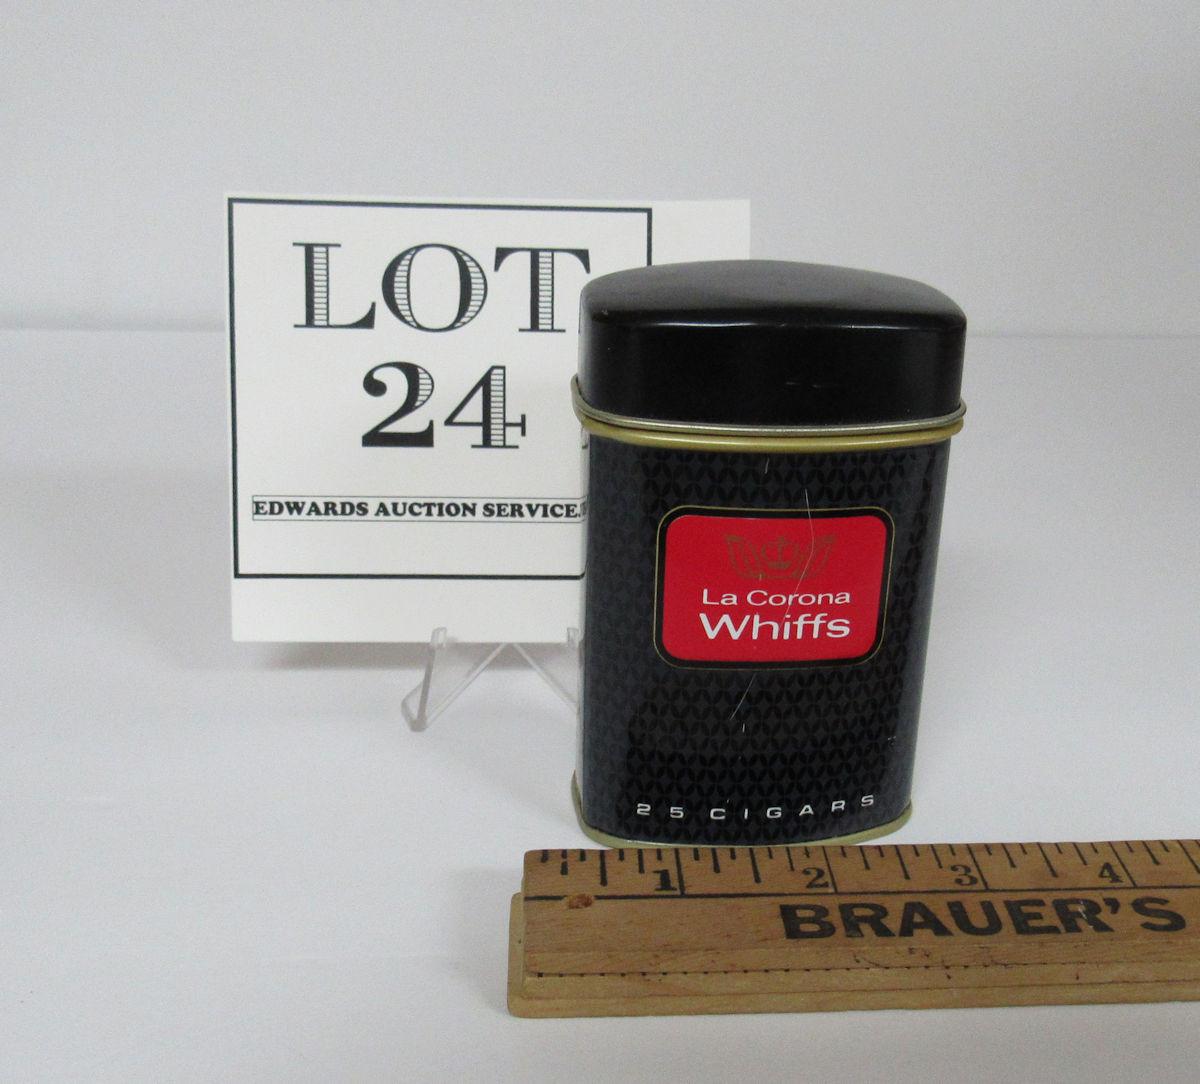 LOT
24
EDWARDS AUCTION SERVICE.
La Corona
Whiffs
25 CIGARS
1 2 3 4
BRAUER'S